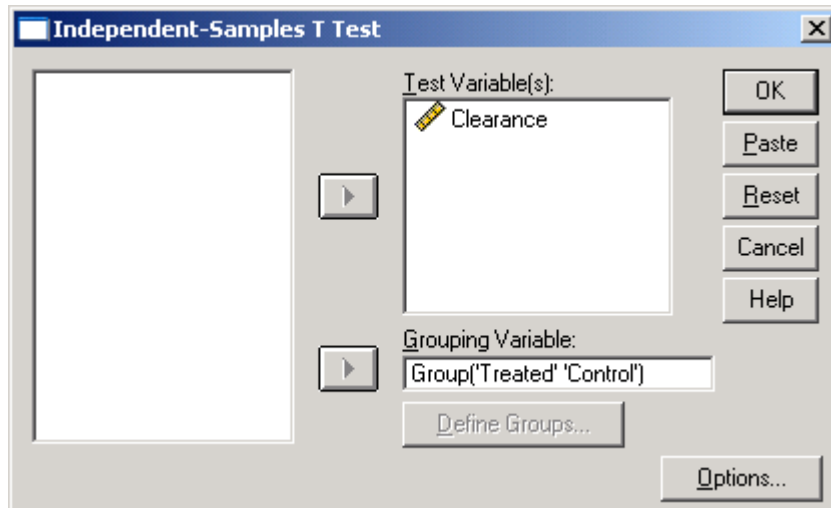 Independent-Samples T Test
Test Variable(s):
Clearance
OK
Paste
Reset
Cancel
Help
Grouping Variable:
Group('Treated' 'Control')
Define Groups...
Options...